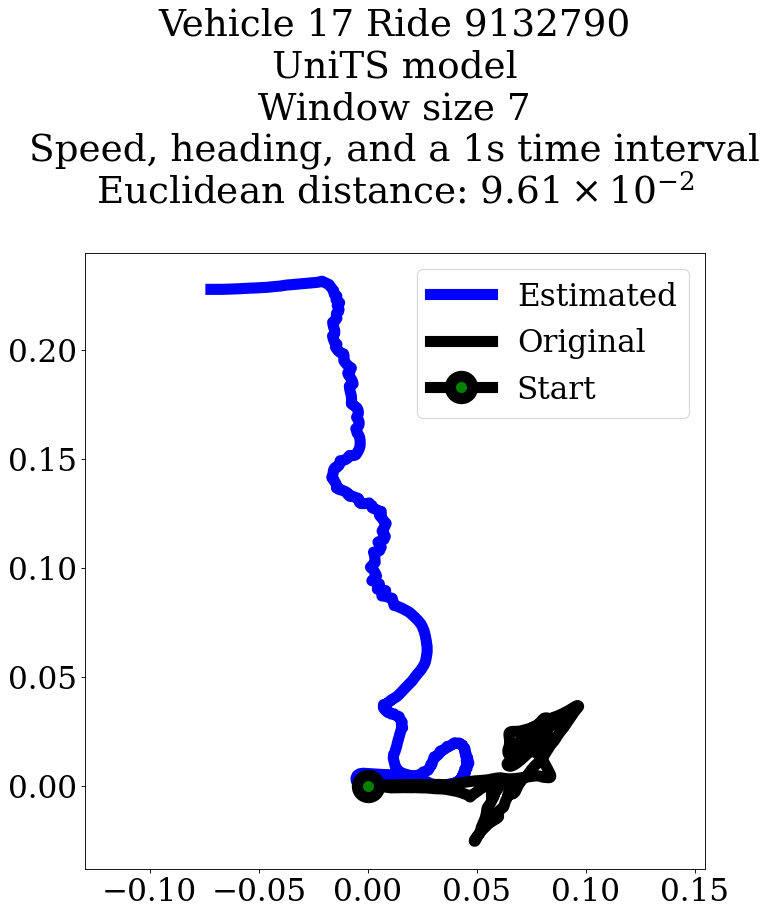 Vehicle 17 Ride 9132790
UniTS model
Window size 7
Speed, heading, and a 1s time interval
Euclidean distance: 9.61 × 10⁻²
Estimated
Original
Start
0.20
0.15
0.10
0.05
0.00
−0.10 −0.05 0.00 0.05 0.10 0.15